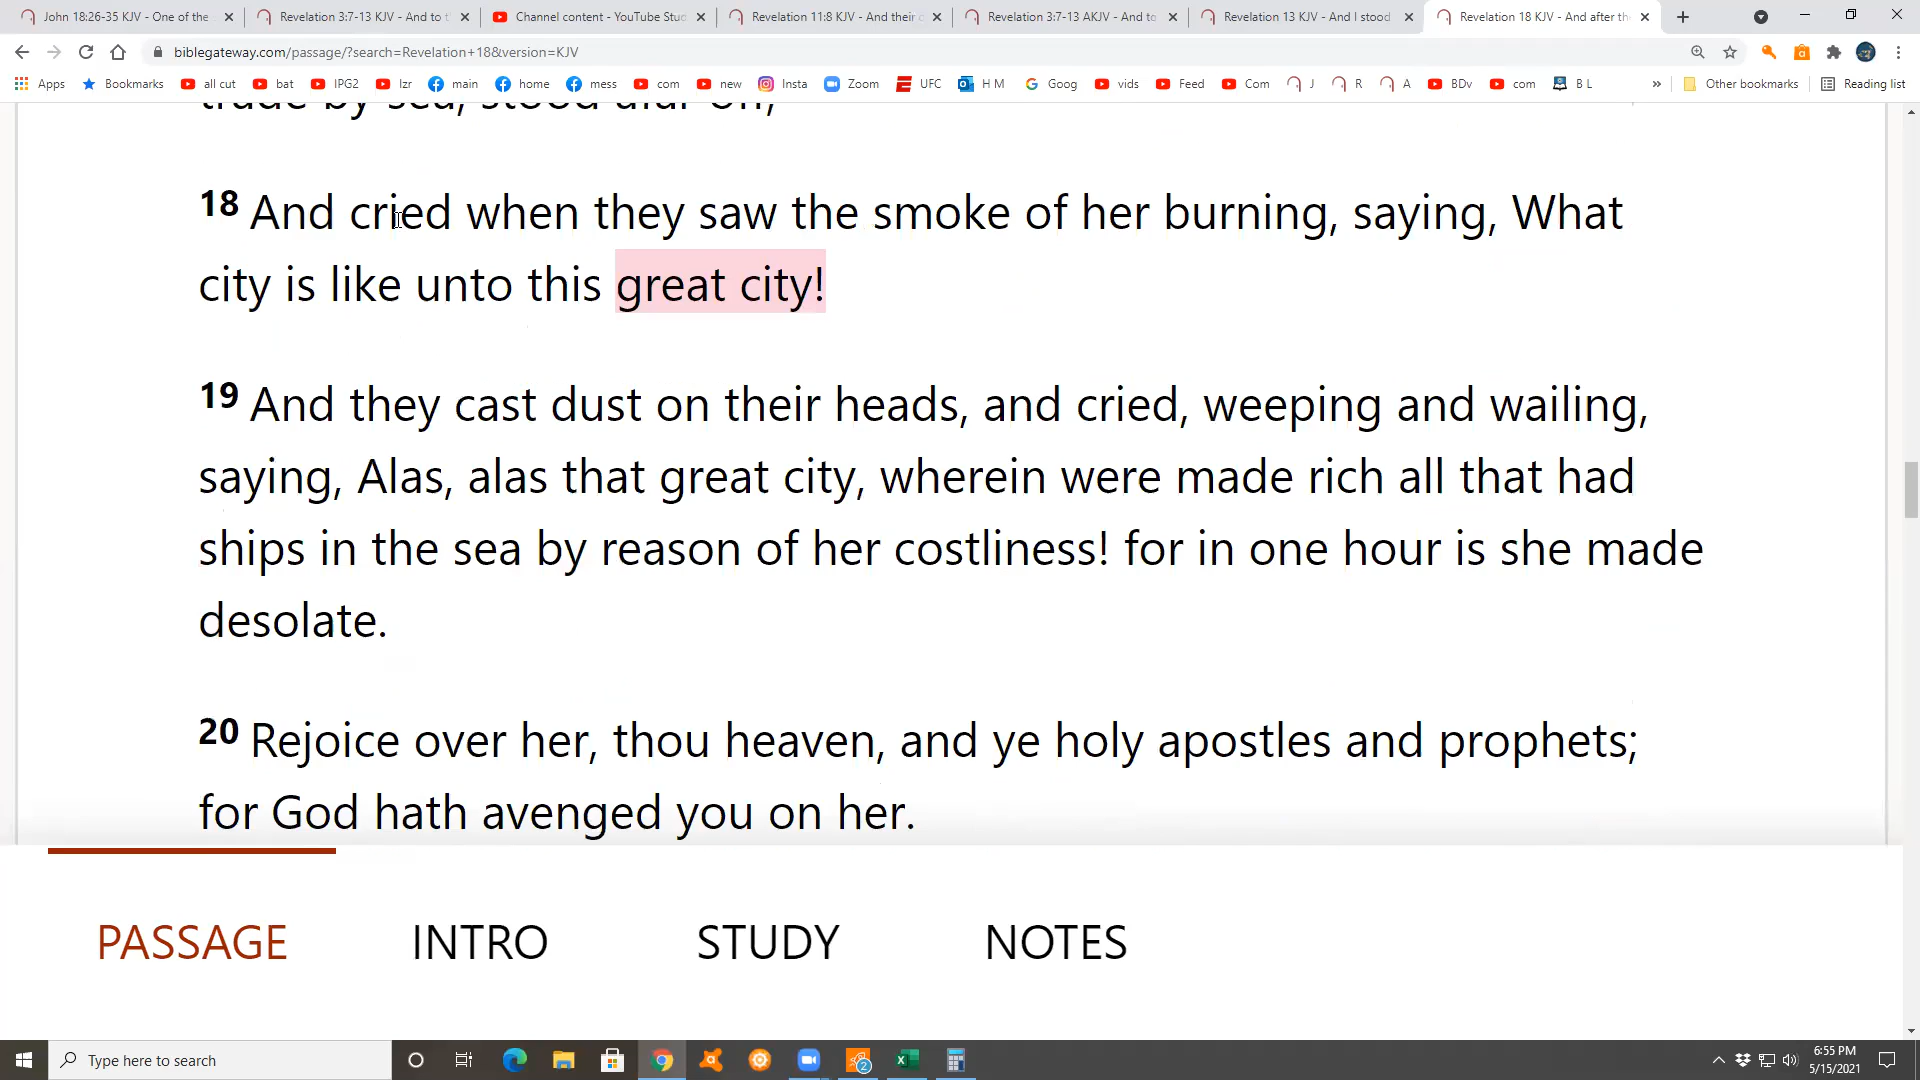 John 18:26-35 KJV - One of the
Revelation 3:7-13 KJV - And to t
Channel content - YouTube Stu
Revelation 11:8 KJV - And their
Revelation 3:7-13 AKJV - And to
Revelation 13 KJV - And I stood
Revelation 18 KJV - And after th
biblegateway.com/passage/?search=Revelation+18&version=KJV
Apps Bookmarks all cut bat IPG2 lzr main home mess com new Insta Zoom UFC H M Goog vids Feed Com J R A BDv com B L » Other bookmarks Reading list
trade by sea, stood afar off,
18 And cried when they saw the smoke of her burning, saying, What
city is like unto this great city!
19 And they cast dust on their heads, and cried, weeping and wailing,
saying, Alas, alas that great city, wherein were made rich all that had
ships in the sea by reason of her costliness! for in one hour is she made
desolate.
20 Rejoice over her, thou heaven, and ye holy apostles and prophets;
for God hath avenged you on her.
PASSAGE INTRO STUDY NOTES
Type here to search
2
6:55 PM
5/15/2021